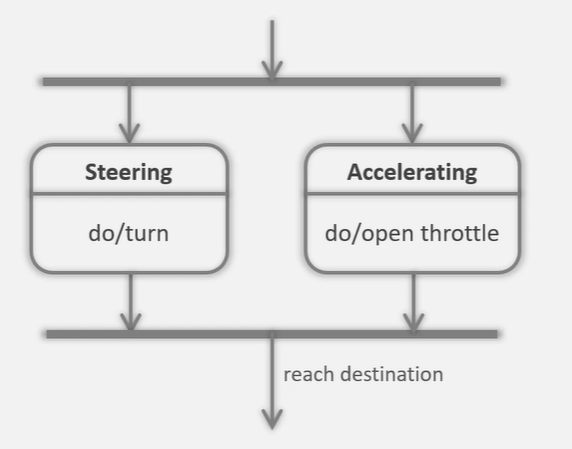 Steering
Accelerating
do/turn
do/open throttle
reach destination